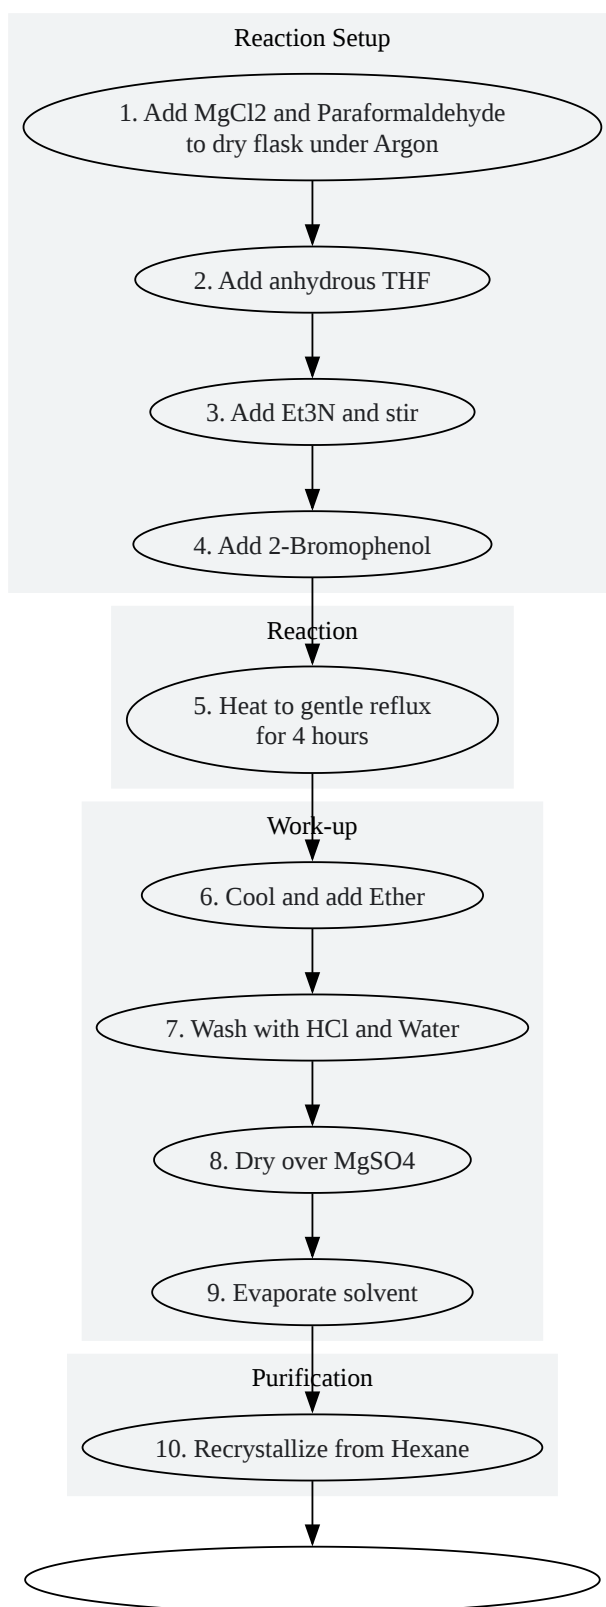 Reaction Setup
1. Add MgCl2 and Paraformaldehyde
to dry flask under Argon
2. Add anhydrous THF
3. Add Et3N and stir
4. Add 2-Bromophenol
Reaction
5. Heat to gentle reflux
for 4 hours
Work-up
6. Cool and add Ether
7. Wash with HCl and Water
8. Dry over MgSO4
9. Evaporate solvent
Purification
10. Recrystallize from Hexane